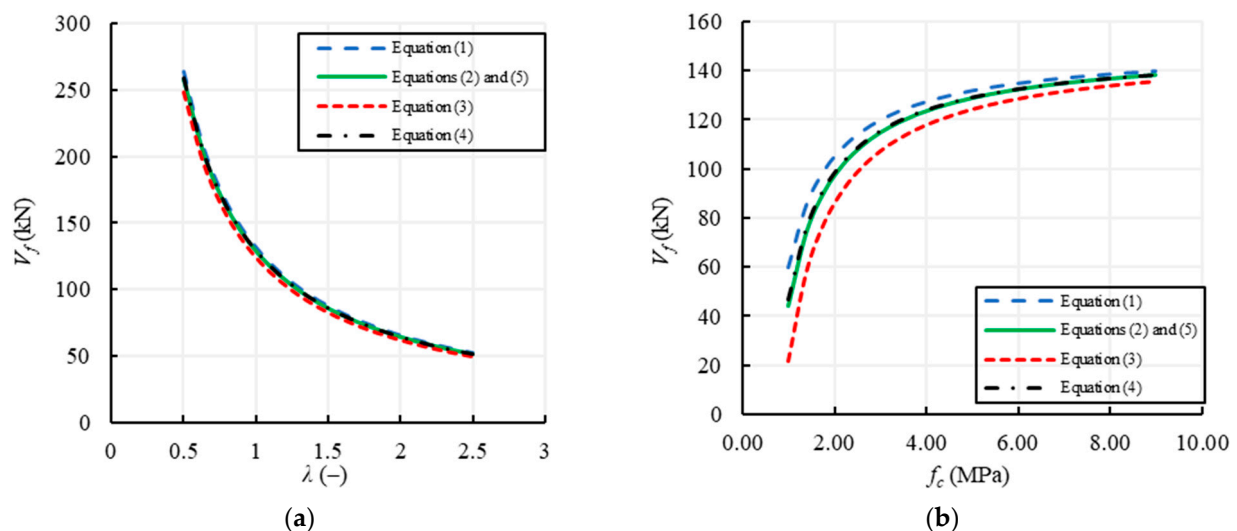 300
250
200
150
100
50
0
V_f (kN)
0 0.5 1 1.5 2 2.5 3
λ (–)
Equation (1)
Equations (2) and (5)
Equation (3)
Equation (4)
(a)
160
140
120
100
80
60
40
20
0
V_f (kN)
0.00 2.00 4.00 6.00 8.00 10.00
f_c (MPa)
Equation (1)
Equations (2) and (5)
Equation (3)
Equation (4)
(b)